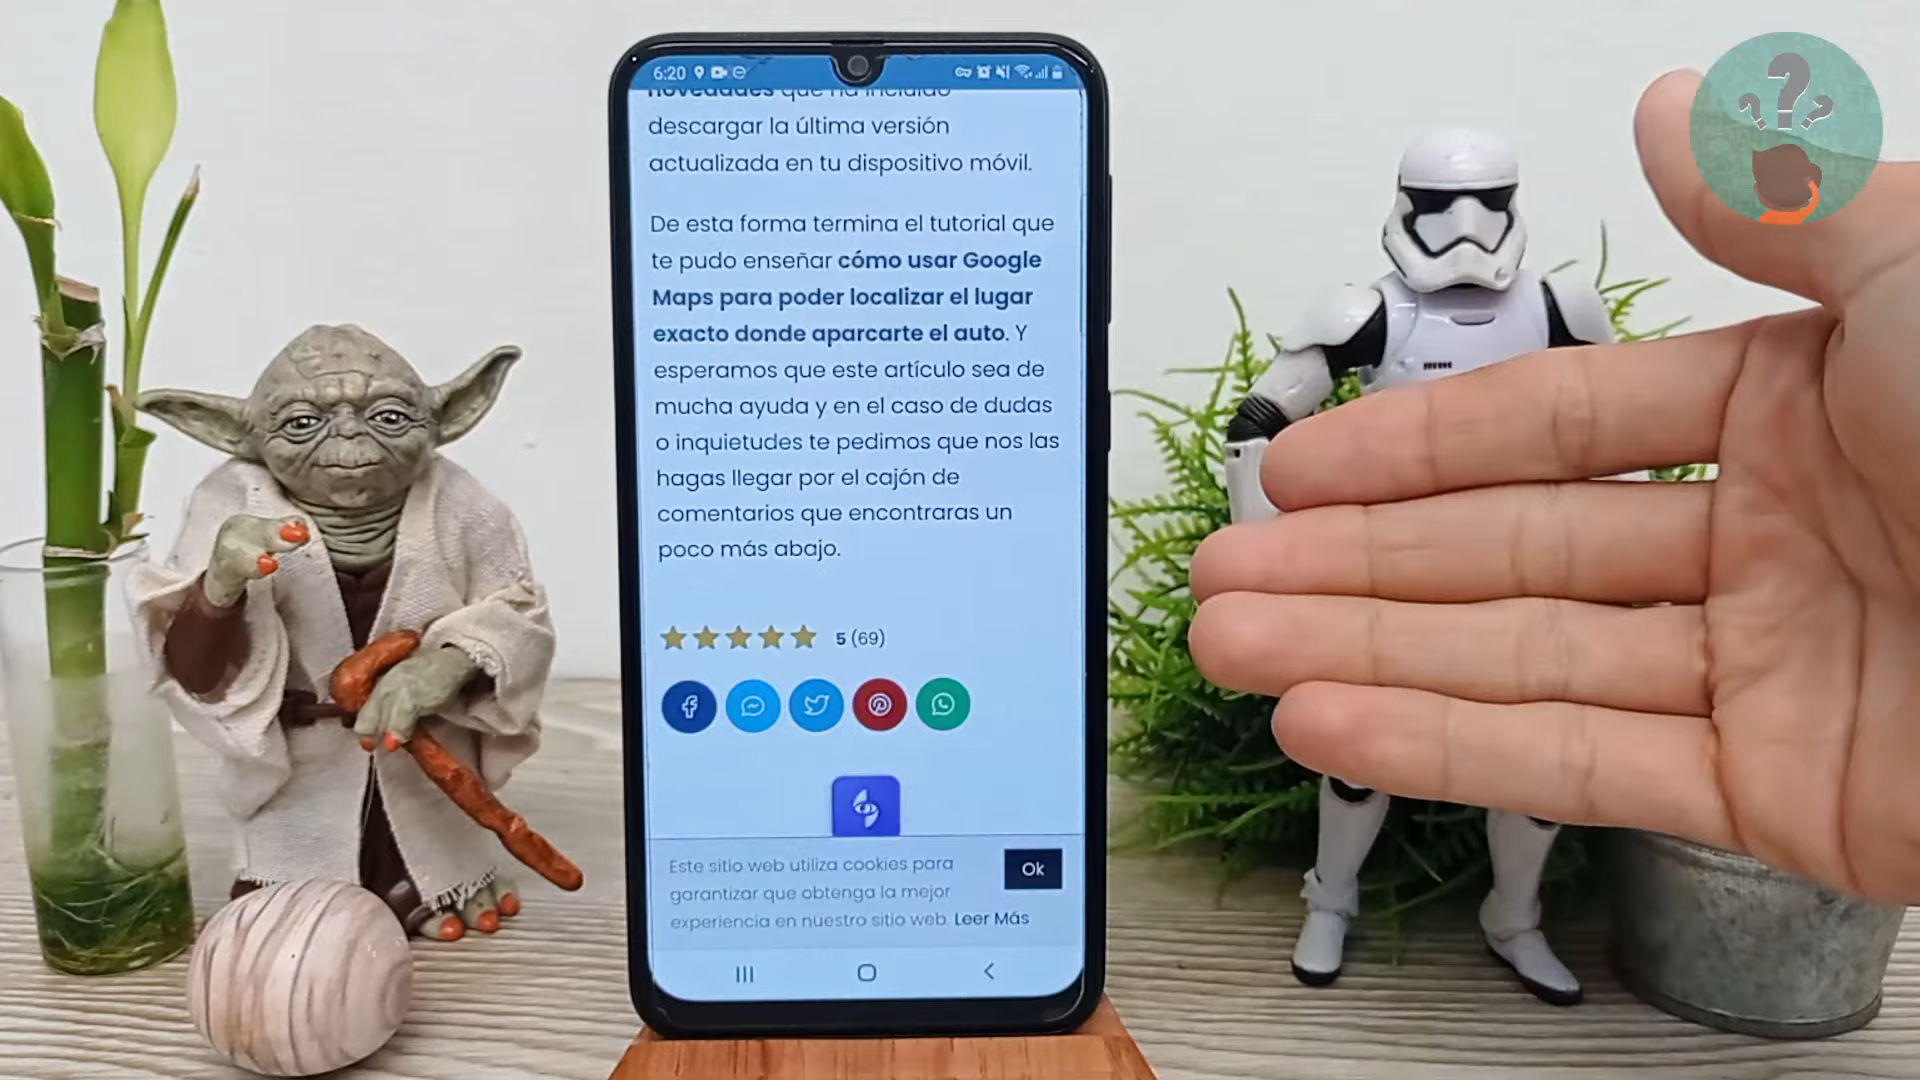 6:20
novedades que ha incluido
descargar la última versión
actualizada en tu dispositivo móvil.
De esta forma termina el tutorial que
te pudo enseñar cómo usar Google
Maps para poder localizar el lugar
exacto donde aparcarte el auto. Y
esperamos que este artículo sea de
mucha ayuda y en el caso de dudas
o inquietudes te pedimos que nos las
hagas llegar por el cajón de
comentarios que encontraras un
poco más abajo.
5 (69)
Este sitio web utiliza cookies para
garantizar que obtenga la mejor
experiencia en nuestro sitio web. Leer Más
Ok